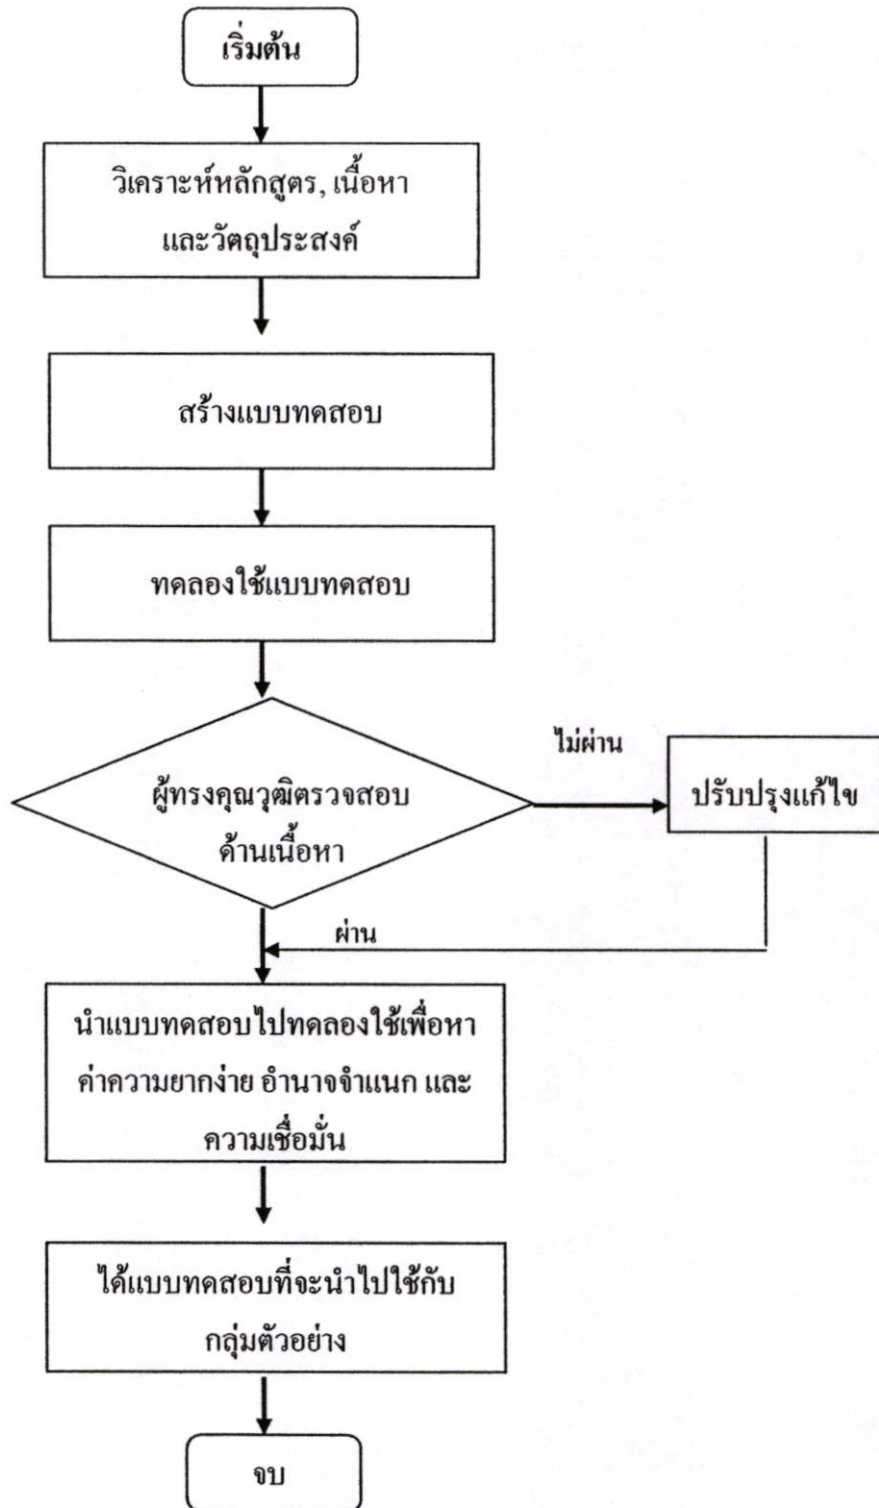 เริ่มต้น
วิเคราะห์หลักสูตร, เนื้อหา
และวัตถุประสงค์
สร้างแบบทดสอบ
ทดลองใช้แบบทดสอบ
ผู้ทรงคุณวุฒิตรวจสอบ
ด้านเนื้อหา
ไม่ผ่าน
ปรับปรุงแก้ไข
ผ่าน
นำแบบทดสอบไปทดลองใช้เพื่อหา
ค่าความยากง่าย อำนาจจำแนก และ
ความเชื่อมั่น
ได้แบบทดสอบที่จะนำไปใช้กับ
กลุ่มตัวอย่าง
จบ